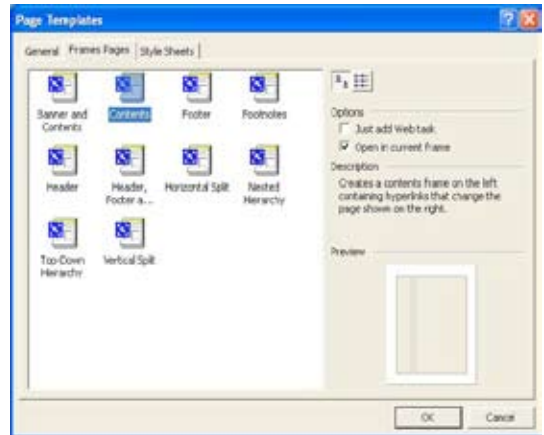 Page Templates
General Frames Pages Style Sheets
Banner and
Contents
Contents
Footer
Footnotes
Header
Header,
Footer a...
Horizontal Split
Nested
Hierarchy
Top-Down
Hierarchy
Vertical Split
Options
Just add Web task
Open in current frame
Description
Creates a contents frame on the left
containing hyperlinks that change the
page shown on the right.
Preview
OK Cancel